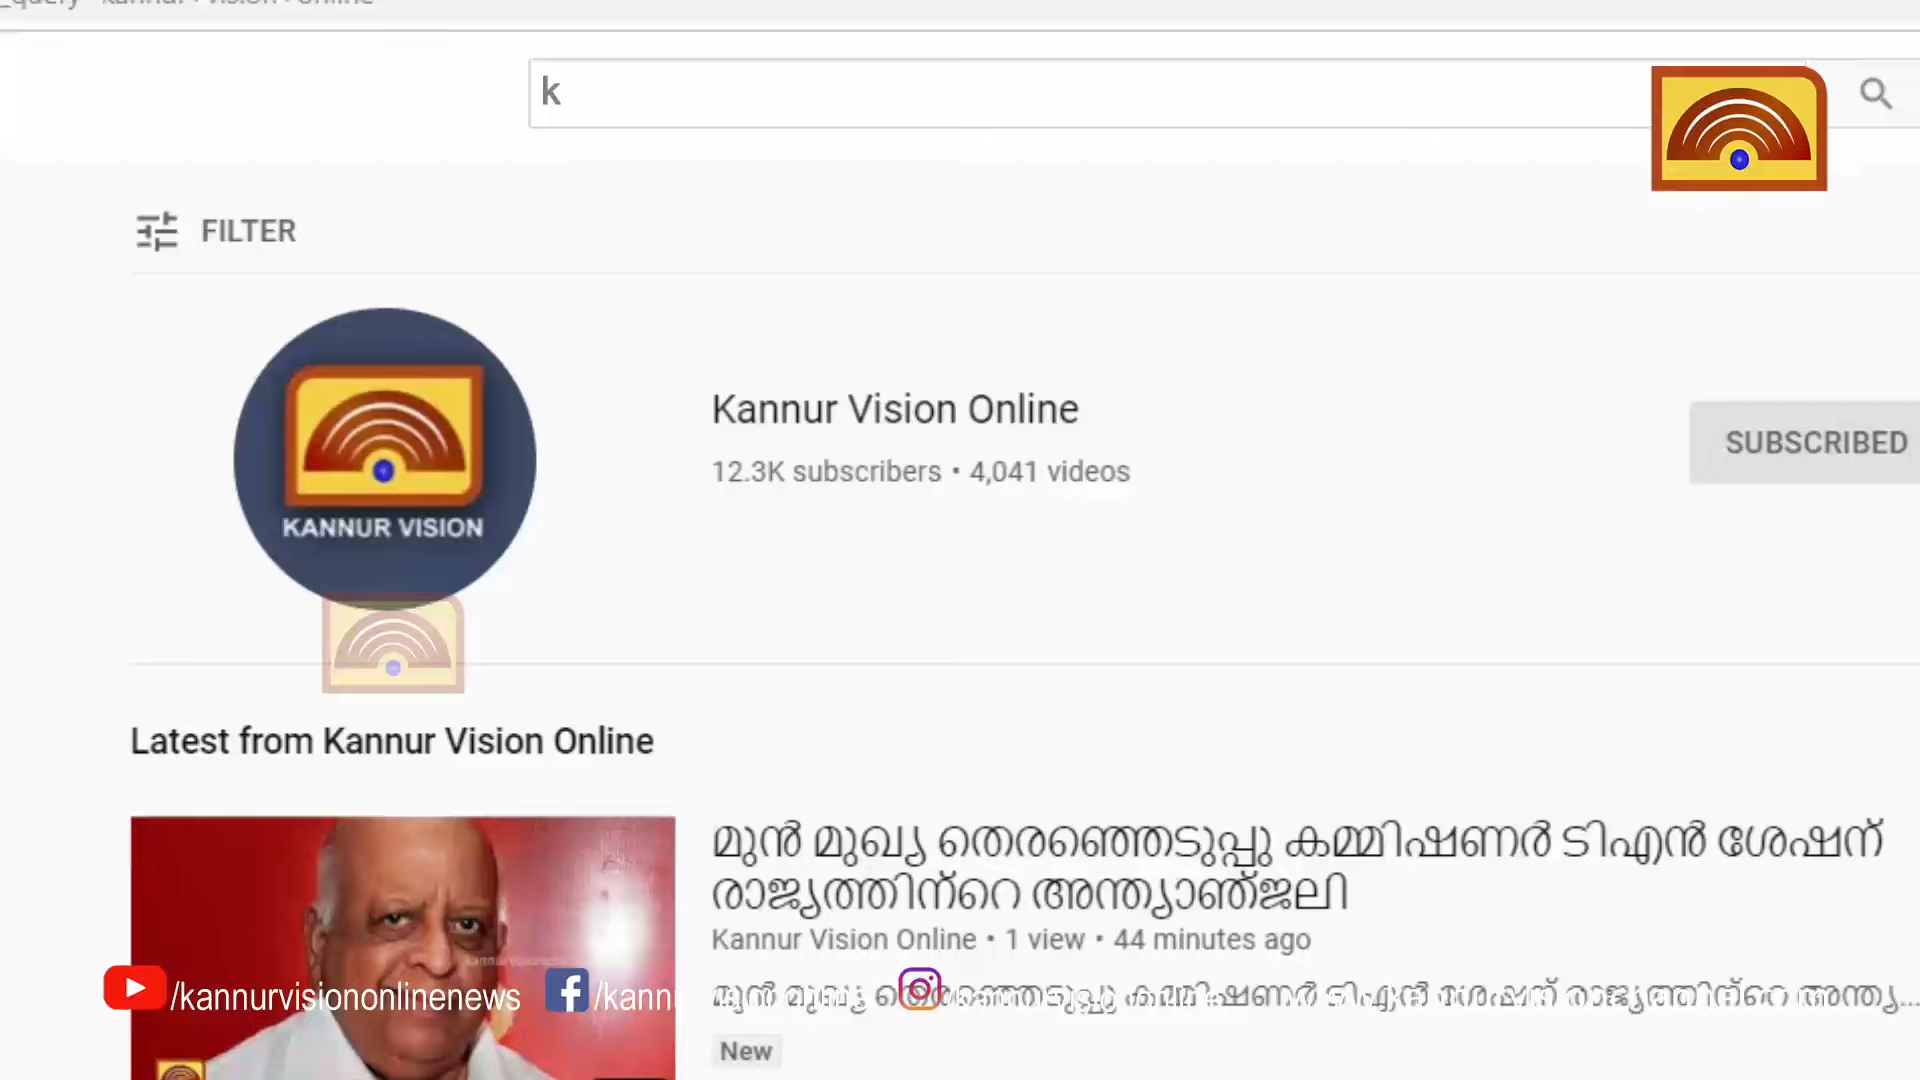 k
FILTER
KANNUR VISION
Kannur Vision Online
12.3K subscribers • 4,041 videos
SUBSCRIBED
Latest from Kannur Vision Online
മുൻ മുഖ്യ തെരഞ്ഞെടുപ്പു കമ്മിഷണർ ടിഎൻ ശേഷന്
രാജ്യത്തിന്റെ അന്ത്യാഞ്ജലി
Kannur Vision Online • 1 view • 44 minutes ago
/kannurvisiononlinenews
/kann
New